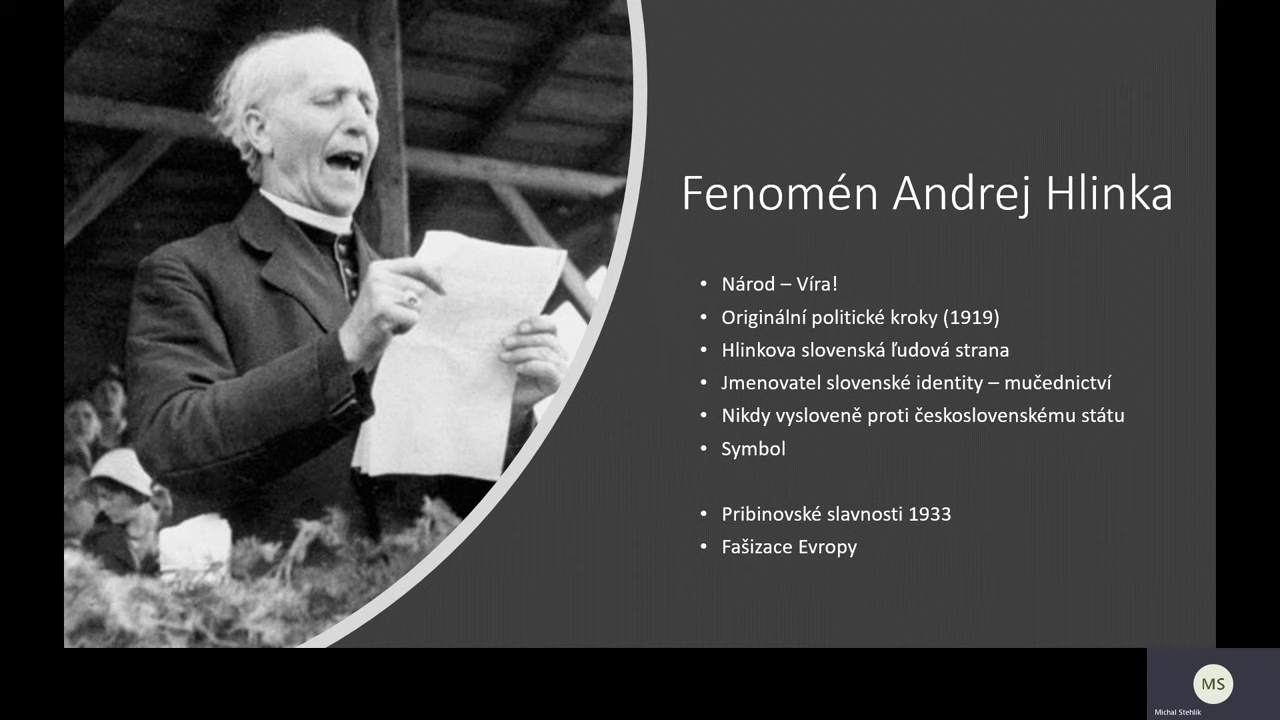 Fenomén Andrej Hlinka
• Národ – Víra!
• Originální politické kroky (1919)
• Hlinkova slovenská ľudová strana
• Jmenovatel slovenské identity – mučednictví
• Nikdy vysloveně proti československému státu
• Symbol
• Pribinovské slavnosti 1933
• Fašizace Evropy
MS
Michal Stehlík